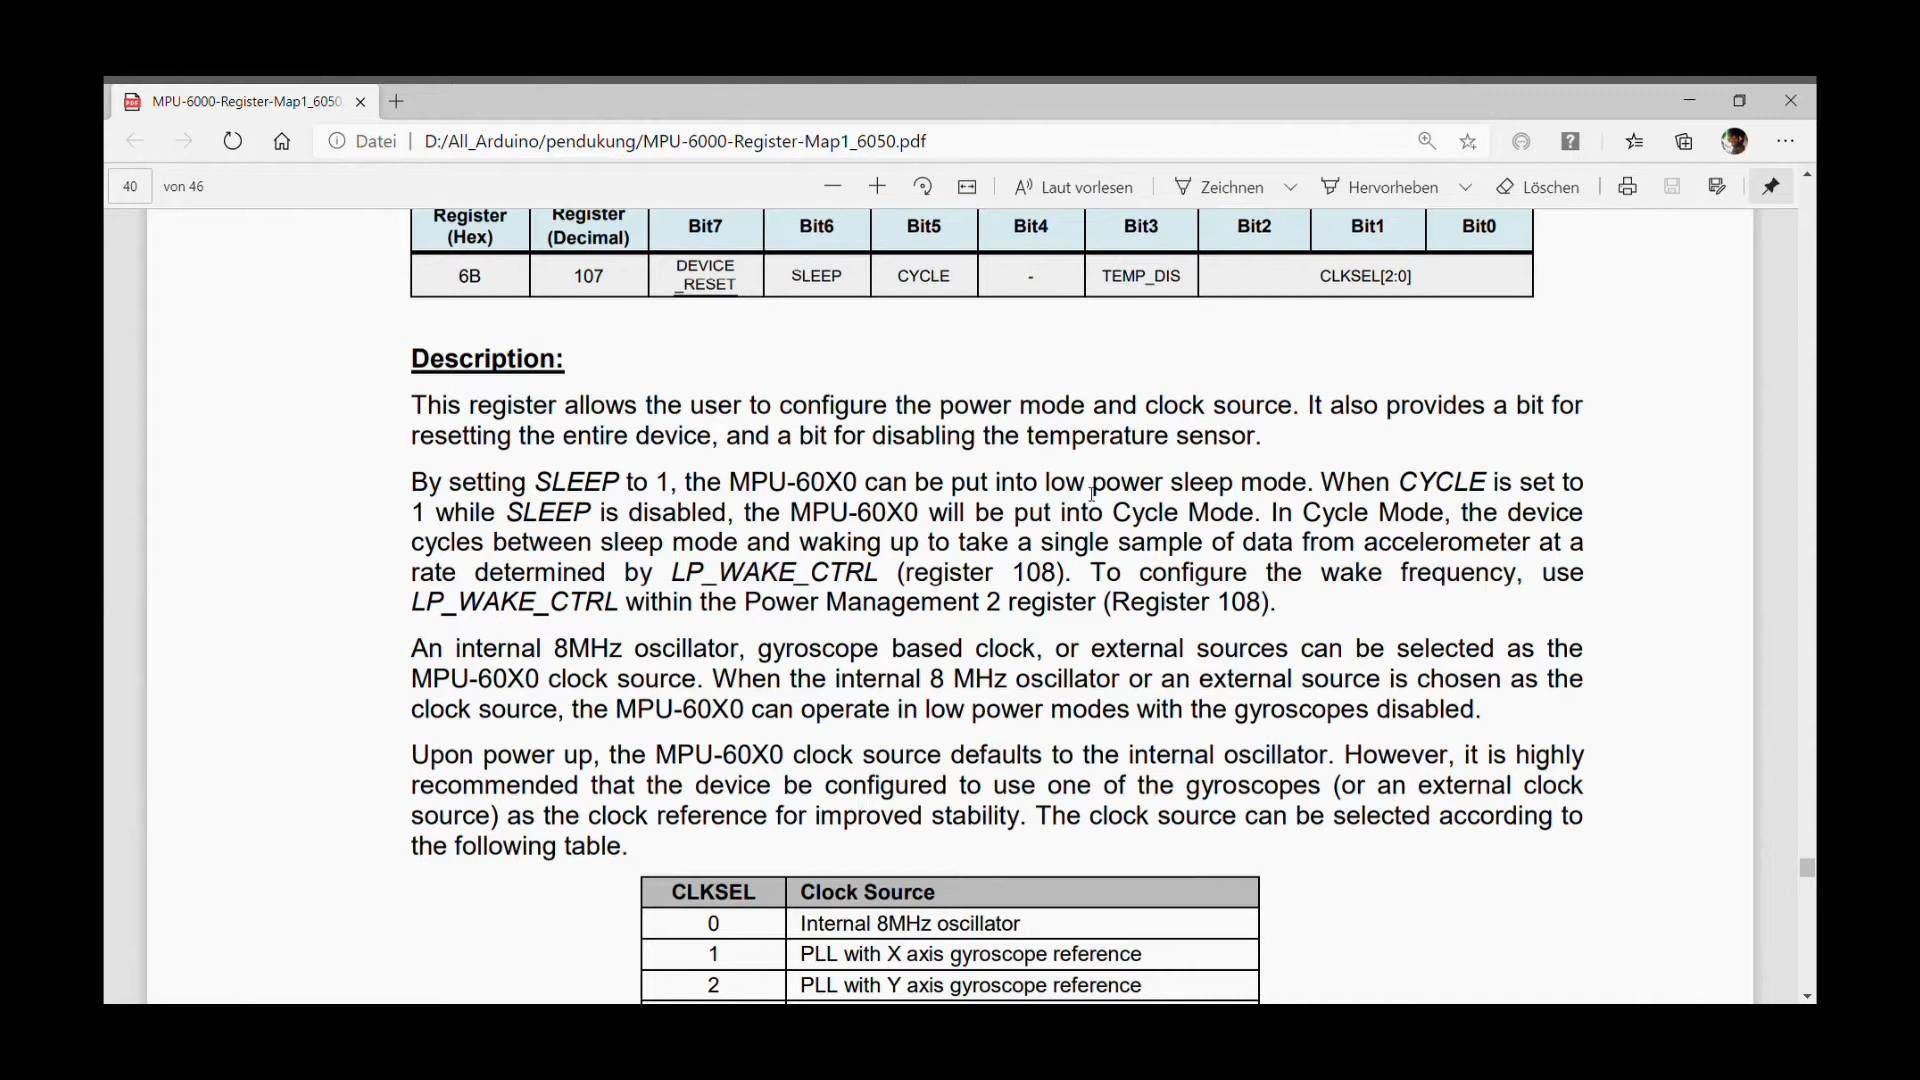 MPU-6000-Register-Map1_6050
Datei
D:/All_Arduino/pendukung/MPU-6000-Register-Map1_6050.pdf
40 von 46 Laut vorlesen Zeichnen Hervorheben Löschen
Register (Hex) Register (Decimal) Bit7 Bit6 Bit5 Bit4 Bit3 Bit2 Bit1 Bit0
6B 107 DEVICE _RESET SLEEP CYCLE - TEMP_DIS CLKSEL[2:0]
Description:
This register allows the user to configure the power mode and clock source. It also provides a bit for
resetting the entire device, and a bit for disabling the temperature sensor.
By setting SLEEP to 1, the MPU-60X0 can be put into low power sleep mode. When CYCLE is set to
1 while SLEEP is disabled, the MPU-60X0 will be put into Cycle Mode. In Cycle Mode, the device
cycles between sleep mode and waking up to take a single sample of data from accelerometer at a
rate determined by LP_WAKE_CTRL (register 108). To configure the wake frequency, use
LP_WAKE_CTRL within the Power Management 2 register (Register 108).
An internal 8MHz oscillator, gyroscope based clock, or external sources can be selected as the
MPU-60X0 clock source. When the internal 8 MHz oscillator or an external source is chosen as the
clock source, the MPU-60X0 can operate in low power modes with the gyroscopes disabled.
Upon power up, the MPU-60X0 clock source defaults to the internal oscillator. However, it is highly
recommended that the device be configured to use one of the gyroscopes (or an external clock
source) as the clock reference for improved stability. The clock source can be selected according to
the following table.
CLKSEL Clock Source
0 Internal 8MHz oscillator
1 PLL with X axis gyroscope reference
2 PLL with Y axis gyroscope reference